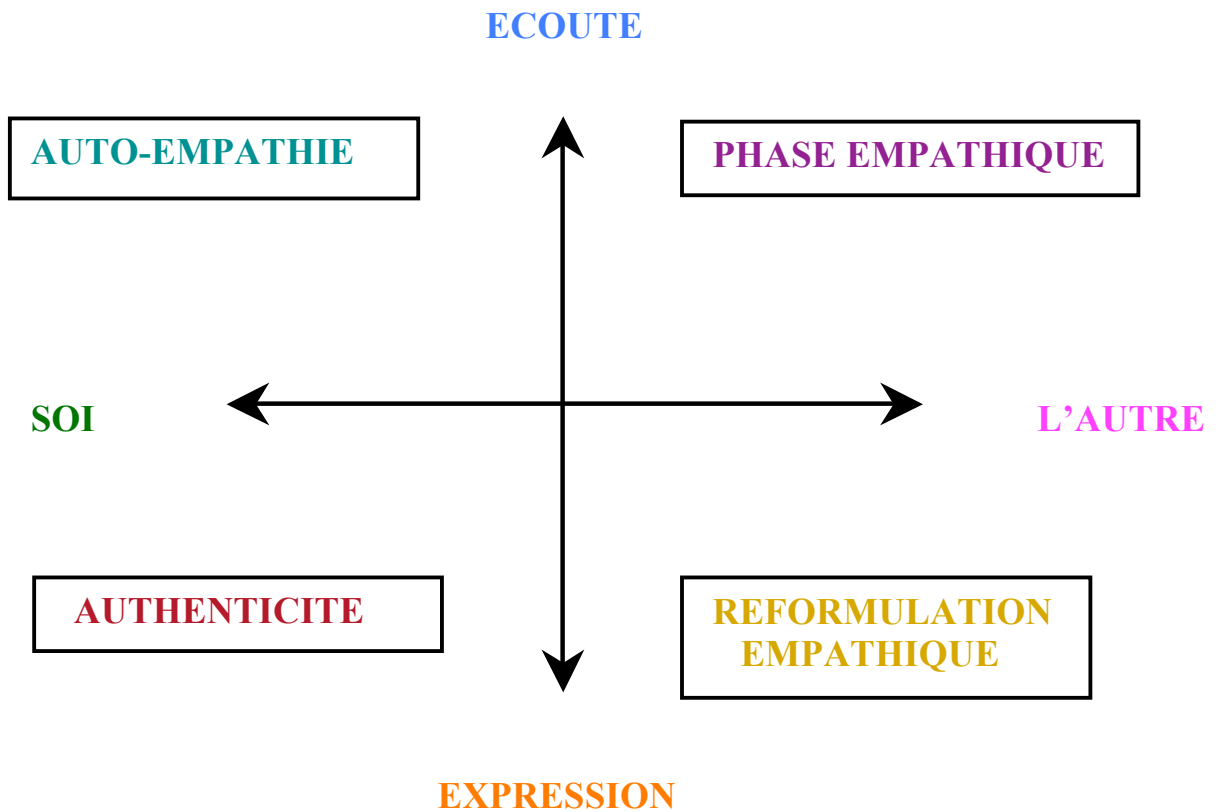 ECOUTE
AUTO-EMPATHIE
PHASE EMPATHIQUE
SOI
L’AUTRE
AUTHENTICITE
REFORMULATION
EMPATHIQUE
EXPRESSION